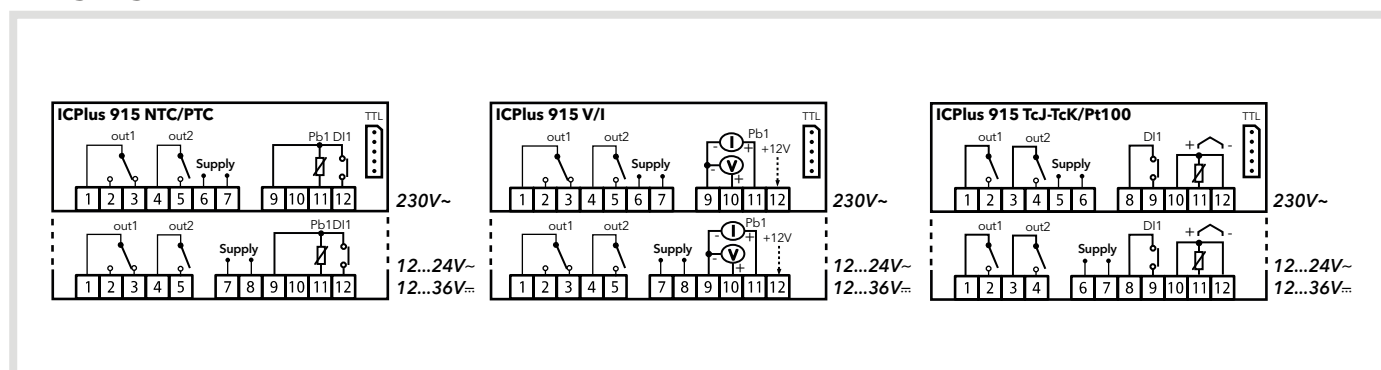 ICPlus 915 NTC/PTC
TTL
out1 out2 Pb1 DI1
Supply
1 2 3 4 5 6 7 9 10 11 12
230V~
out1 out2 Pb1 DI1
Supply
1 2 3 4 5 7 8 9 10 11 12
12...24V~
12...36V⎓
ICPlus 915 V/I
TTL
out1 out2 Pb1
I
- +
+12V
V
- +
Supply
1 2 3 4 5 6 7 9 10 11 12
230V~
out1 out2 Pb1
I
- +
+12V
V
- +
Supply
1 2 3 4 5 7 8 9 10 11 12
12...24V~
12...36V⎓
ICPlus 915 TcJ-TcK/Pt100
TTL
out1 out2 DI1
+ -
Supply
1 2 3 4 5 6 8 9 10 11 12
230V~
out1 out2 DI1
+ -
Supply
1 2 3 4 6 7 8 9 10 11 12
12...24V~
12...36V⎓